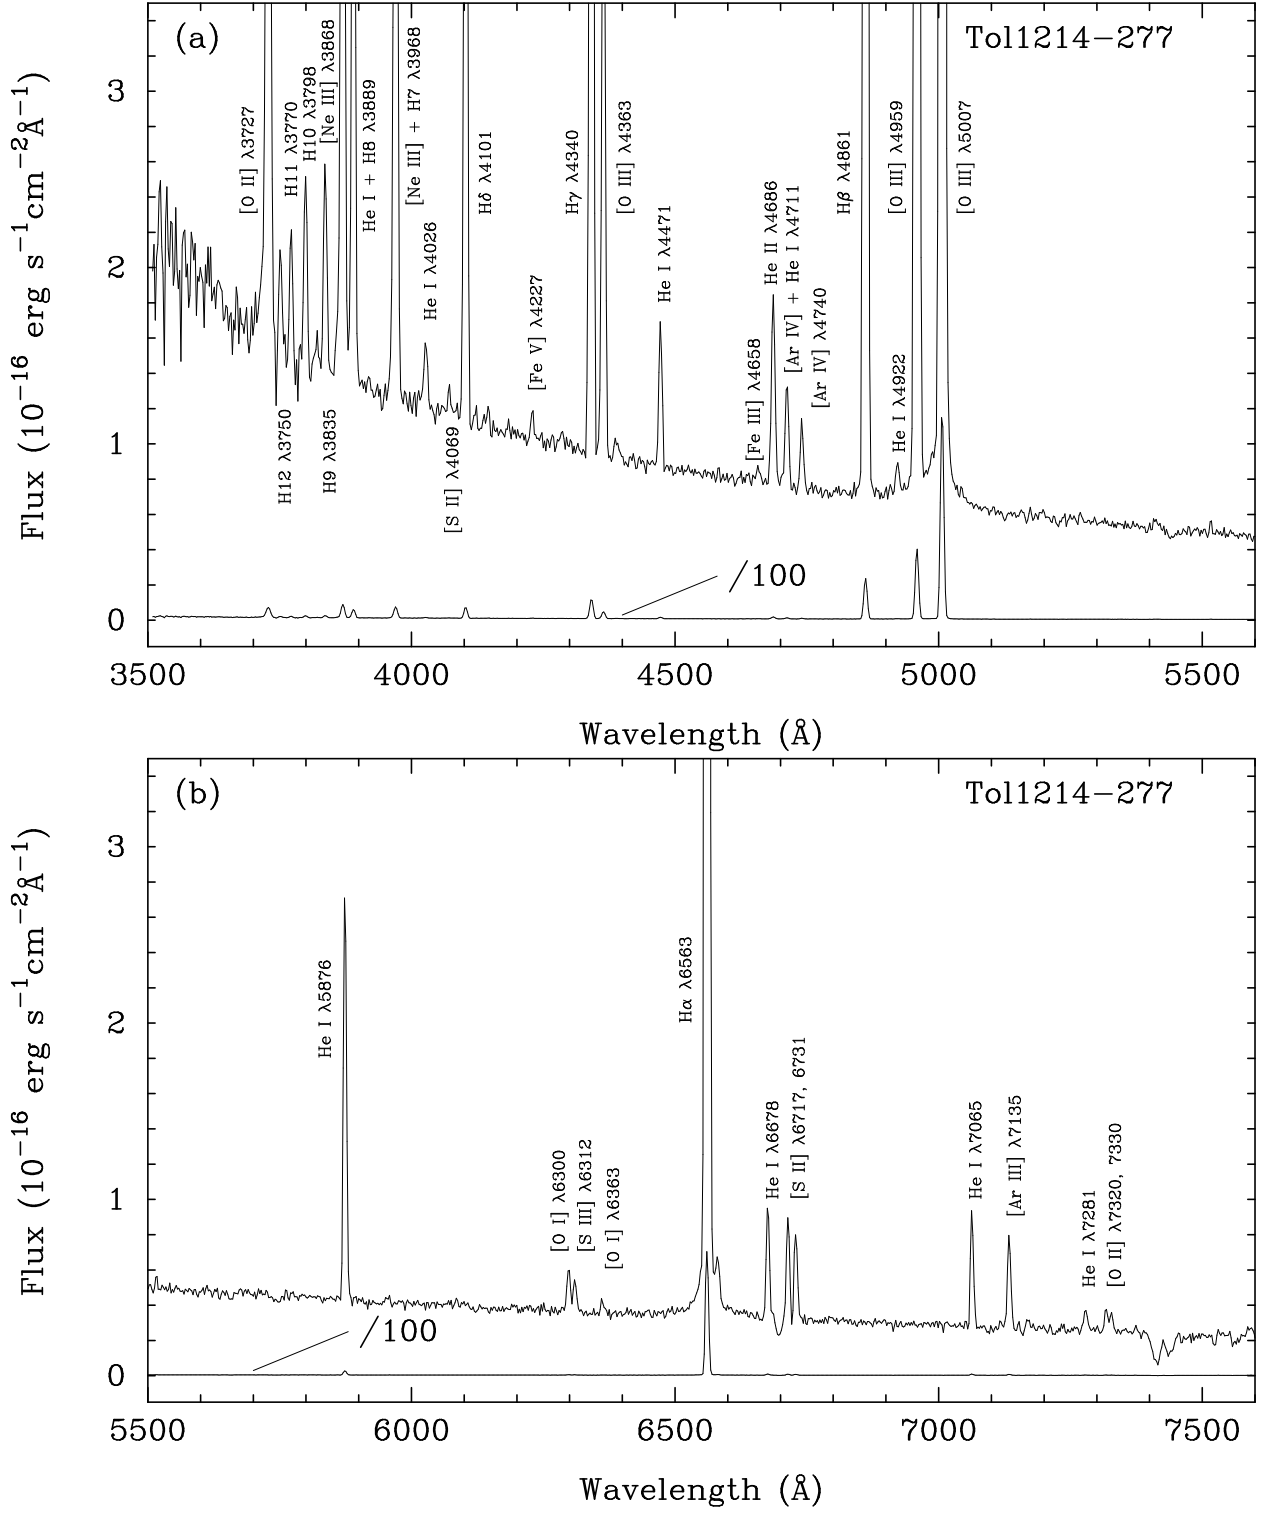 (a)
Tol1214−277
Flux (10−16 erg s−1cm−2Å−1)
3
2
1
0
[O II] λ3727
H12 λ3750
H11 λ3770
H10 λ3798
H9 λ3835
[Ne III] λ3868
He I + H8 λ3889
[Ne III] + H7 λ3968
He I λ4026
[S II] λ4069
Hδ λ4101
[Fe V] λ4227
Hγ λ4340
[O III] λ4363
He I λ4471
[Fe III] λ4658
He II λ4686
[Ar IV] + He I λ4711
[Ar IV] λ4740
Hβ λ4861
He I λ4922
[O III] λ4959
[O III] λ5007
/100
3500 4000 4500 5000 5500
Wavelength (Å)
(b)
Tol1214−277
Flux (10−16 erg s−1cm−2Å−1)
3
2
1
0
He I λ5876
[O I] λ6300
[S III] λ6312
[O I] λ6363
Hα λ6563
He I λ6678
[S II] λ6717, 6731
He I λ7065
[Ar III] λ7135
He I λ7281
[O II] λ7320, 7330
/100
5500 6000 6500 7000 7500
Wavelength (Å)